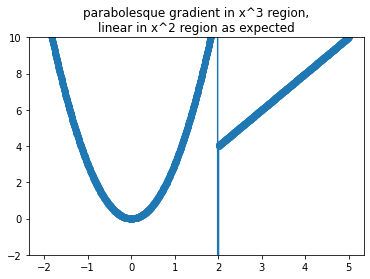 parabolesque gradient in x^3 region,
linear in x^2 region as expected
10
8
6
4
2
0
−2
−2 −1 0 1 2 3 4 5